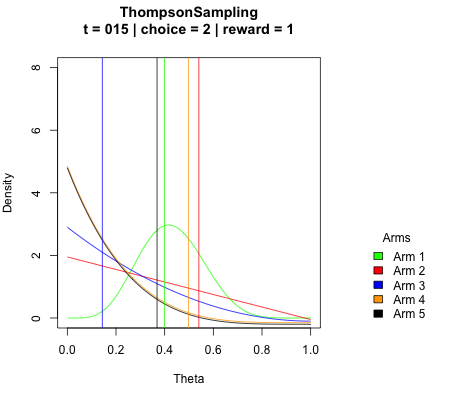 ThompsonSampling
t = 015 | choice = 2 | reward = 1
Density
8
6
4
2
0
0.0 0.2 0.4 0.6 0.8 1.0
Theta
Arms
Arm 1
Arm 2
Arm 3
Arm 4
Arm 5